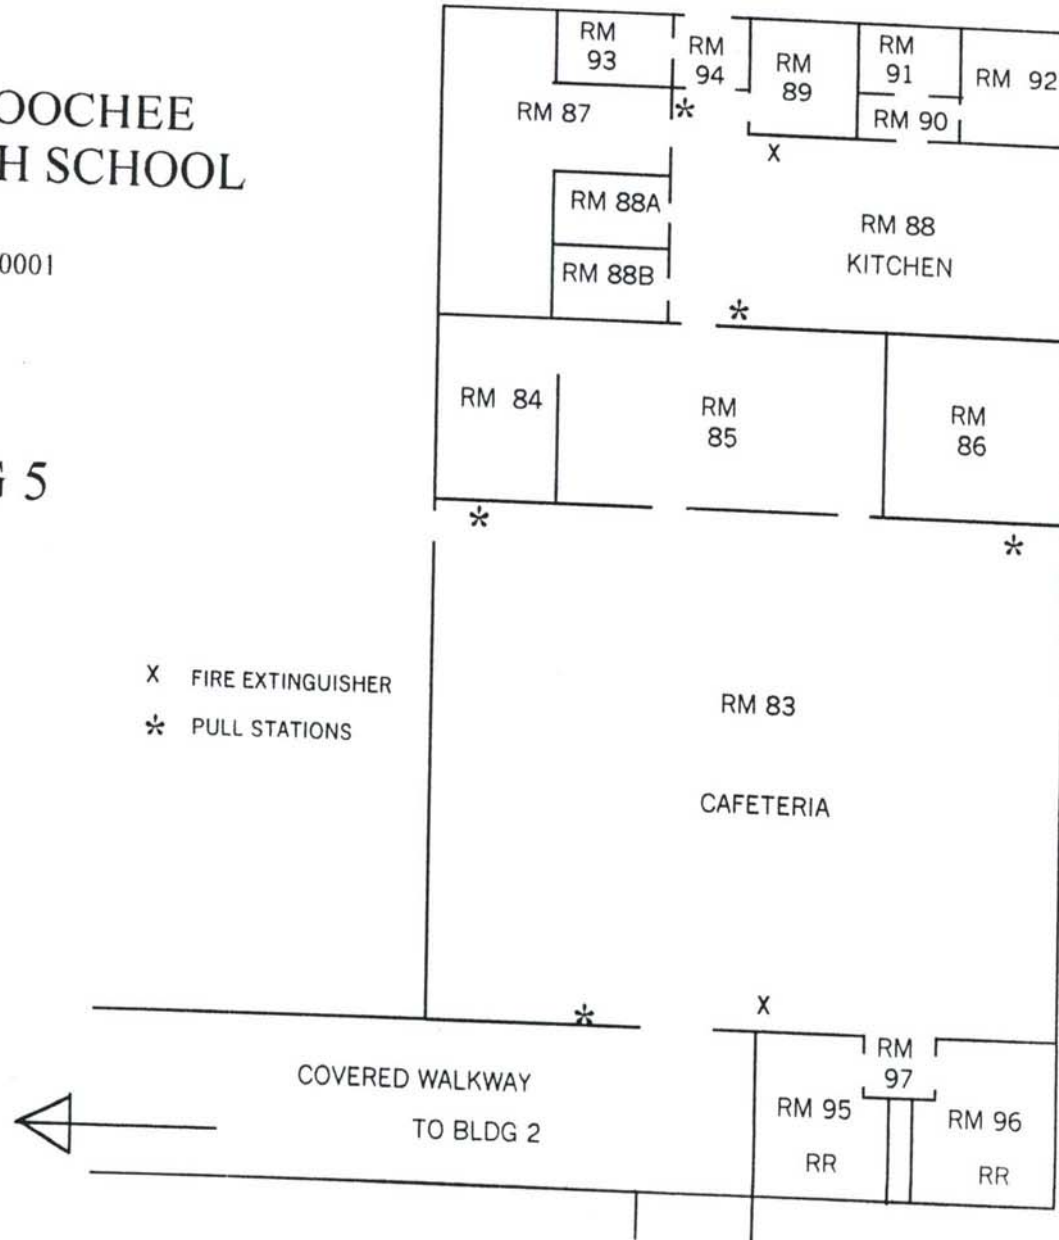 OOCHEE
H SCHOOL
0001
G 5
RM
93
RM
94
RM
89
RM
91
RM 92
RM 87
RM 90
RM 88A
RM 88
KITCHEN
RM 88B
RM 84
RM
85
RM
86
X FIRE EXTINGUISHER
* PULL STATIONS
RM 83
CAFETERIA
COVERED WALKWAY
TO BLDG 2
RM
97
RM 95
RR
RM 96
RR